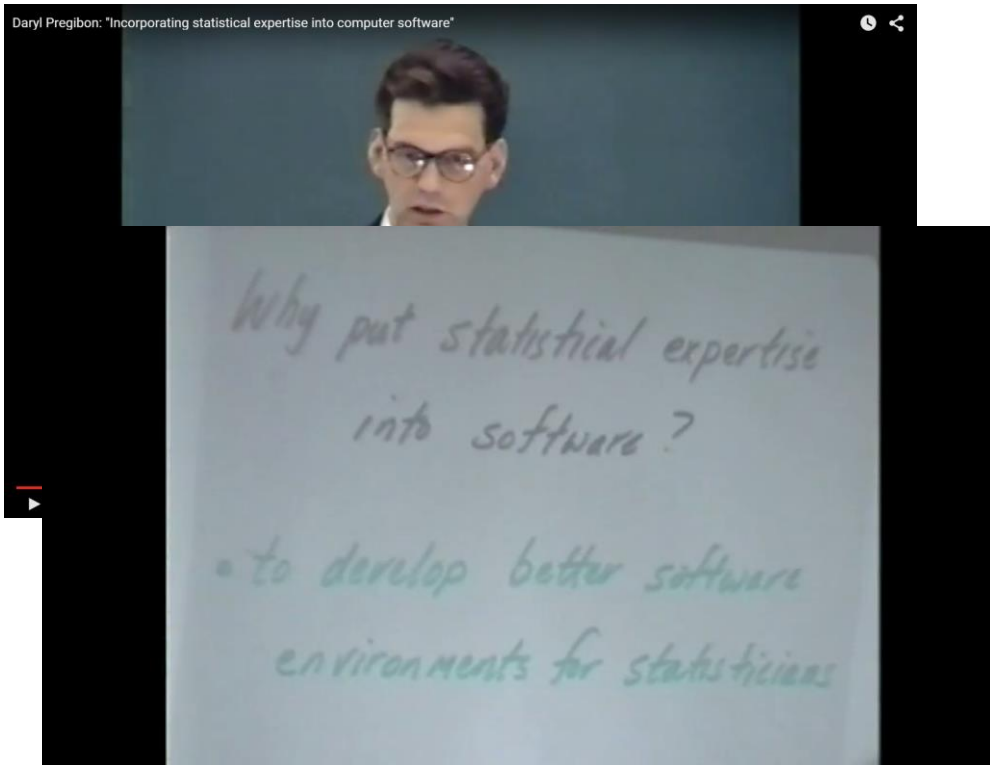 Daryl Pregibon: "Incorporating statistical expertise into computer software"
Why put statistical expertise
into software?
• to develop better software
environments for statisticians